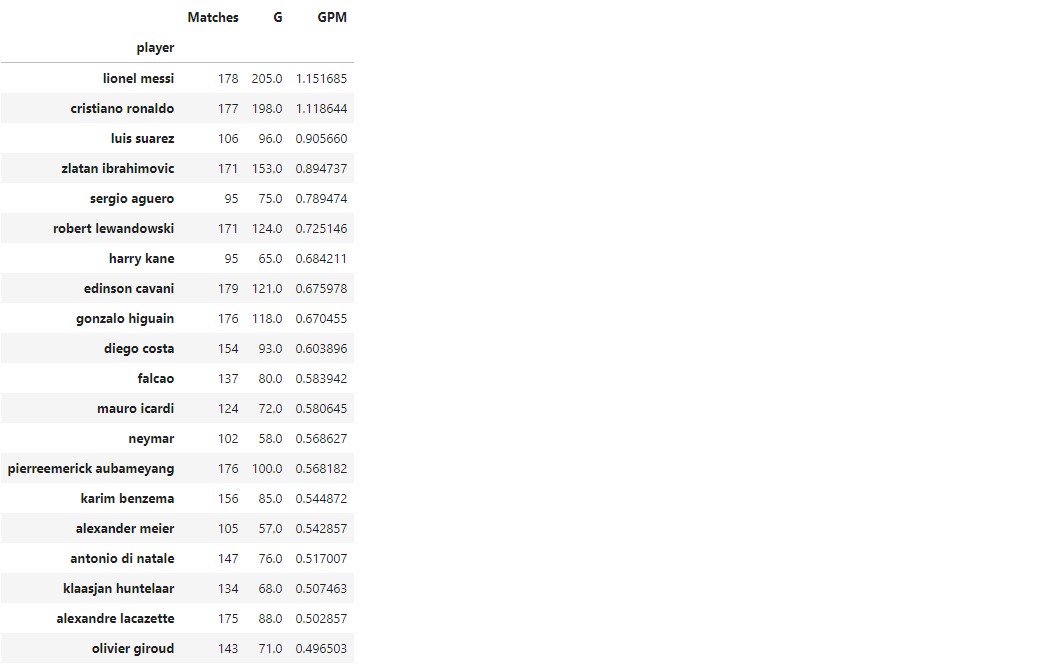 Matches G GPM
player
lionel messi 178 205.0 1.151685
cristiano ronaldo 177 198.0 1.118644
luis suarez 106 96.0 0.905660
zlatan ibrahimovic 171 153.0 0.894737
sergio aguero 95 75.0 0.789474
robert lewandowski 171 124.0 0.725146
harry kane 95 65.0 0.684211
edinson cavani 179 121.0 0.675978
gonzalo higuain 176 118.0 0.670455
diego costa 154 93.0 0.603896
falcao 137 80.0 0.583942
mauro icardi 124 72.0 0.580645
neymar 102 58.0 0.568627
pierreemerick aubameyang 176 100.0 0.568182
karim benzema 156 85.0 0.544872
alexander meier 105 57.0 0.542857
antonio di natale 147 76.0 0.517007
klaasjan huntelaar 134 68.0 0.507463
alexandre lacazette 175 88.0 0.502857
olivier giroud 143 71.0 0.496503